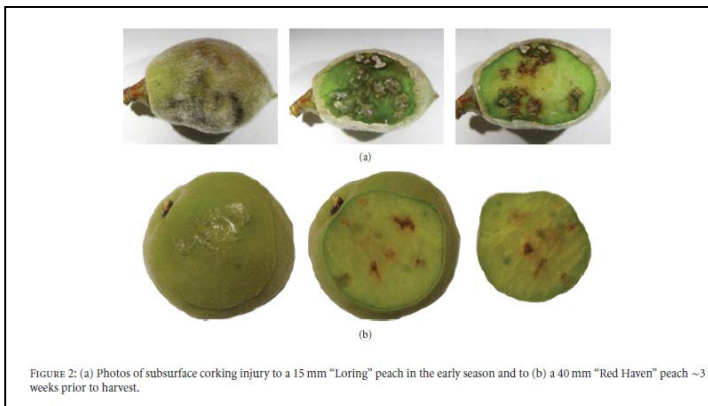 (a)
(b)
FIGURE 2: (a) Photos of subsurface corking injury to a 15 mm “Loring” peach in the early season and to (b) a 40 mm “Red Haven” peach ~3
weeks prior to harvest.